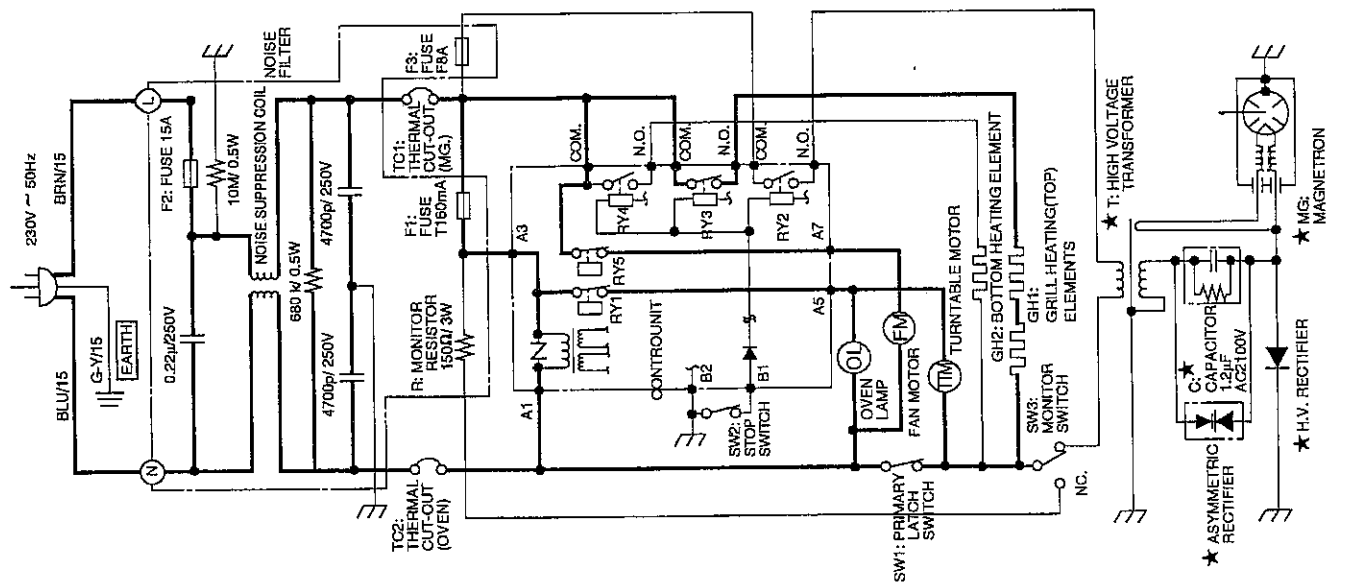 230V ~ 50Hz
BLU/15
G-Y/15
BRN/15
EARTH
N
L
F2: FUSE 15A
0.22µ/250V
10M/ 0.5W
NOISE
FILTER
NOISE SUPPRESSION COIL
680 k/ 0.5W
4700p/ 250V
4700p/ 250V
TC2:
THERMAL
CUT-OUT
(OVEN)
TC1:
THERMAL
CUT-OUT
(MG.)
F3:
FUSE
F8A
R: MONITOR
RESISTOR
150Ω/ 3W
F1:
FUSE
T160mA
A1
A3
CONTROUNIT
COM.
N.O.
COM.
N.O.
COM.
N.O.
RY4
RY3
RY2
RY5
RY1
B2
B1
SW2:
STOP
SWITCH
A5
A7
OL
OVEN
LAMP
FM
FAN MOTOR
TTM
TURNTABLE MOTOR
SW1: PRIMARY
LATCH
SWITCH
GH2: BOTTOM HEATING ELEMENT
GH1:
GRILL HEATING(TOP)
ELEMENTS
SW3:
MONITOR
SWITCH
NC.
★ T: HIGH VOLTAGE
TRANSFORMER
★ ASYMMETRIC
RECTIFIER
C: ★
CAPACITOR
1.2µF
AC2100V
★ H.V. RECTIFIER
★ MG:
MAGNETRON